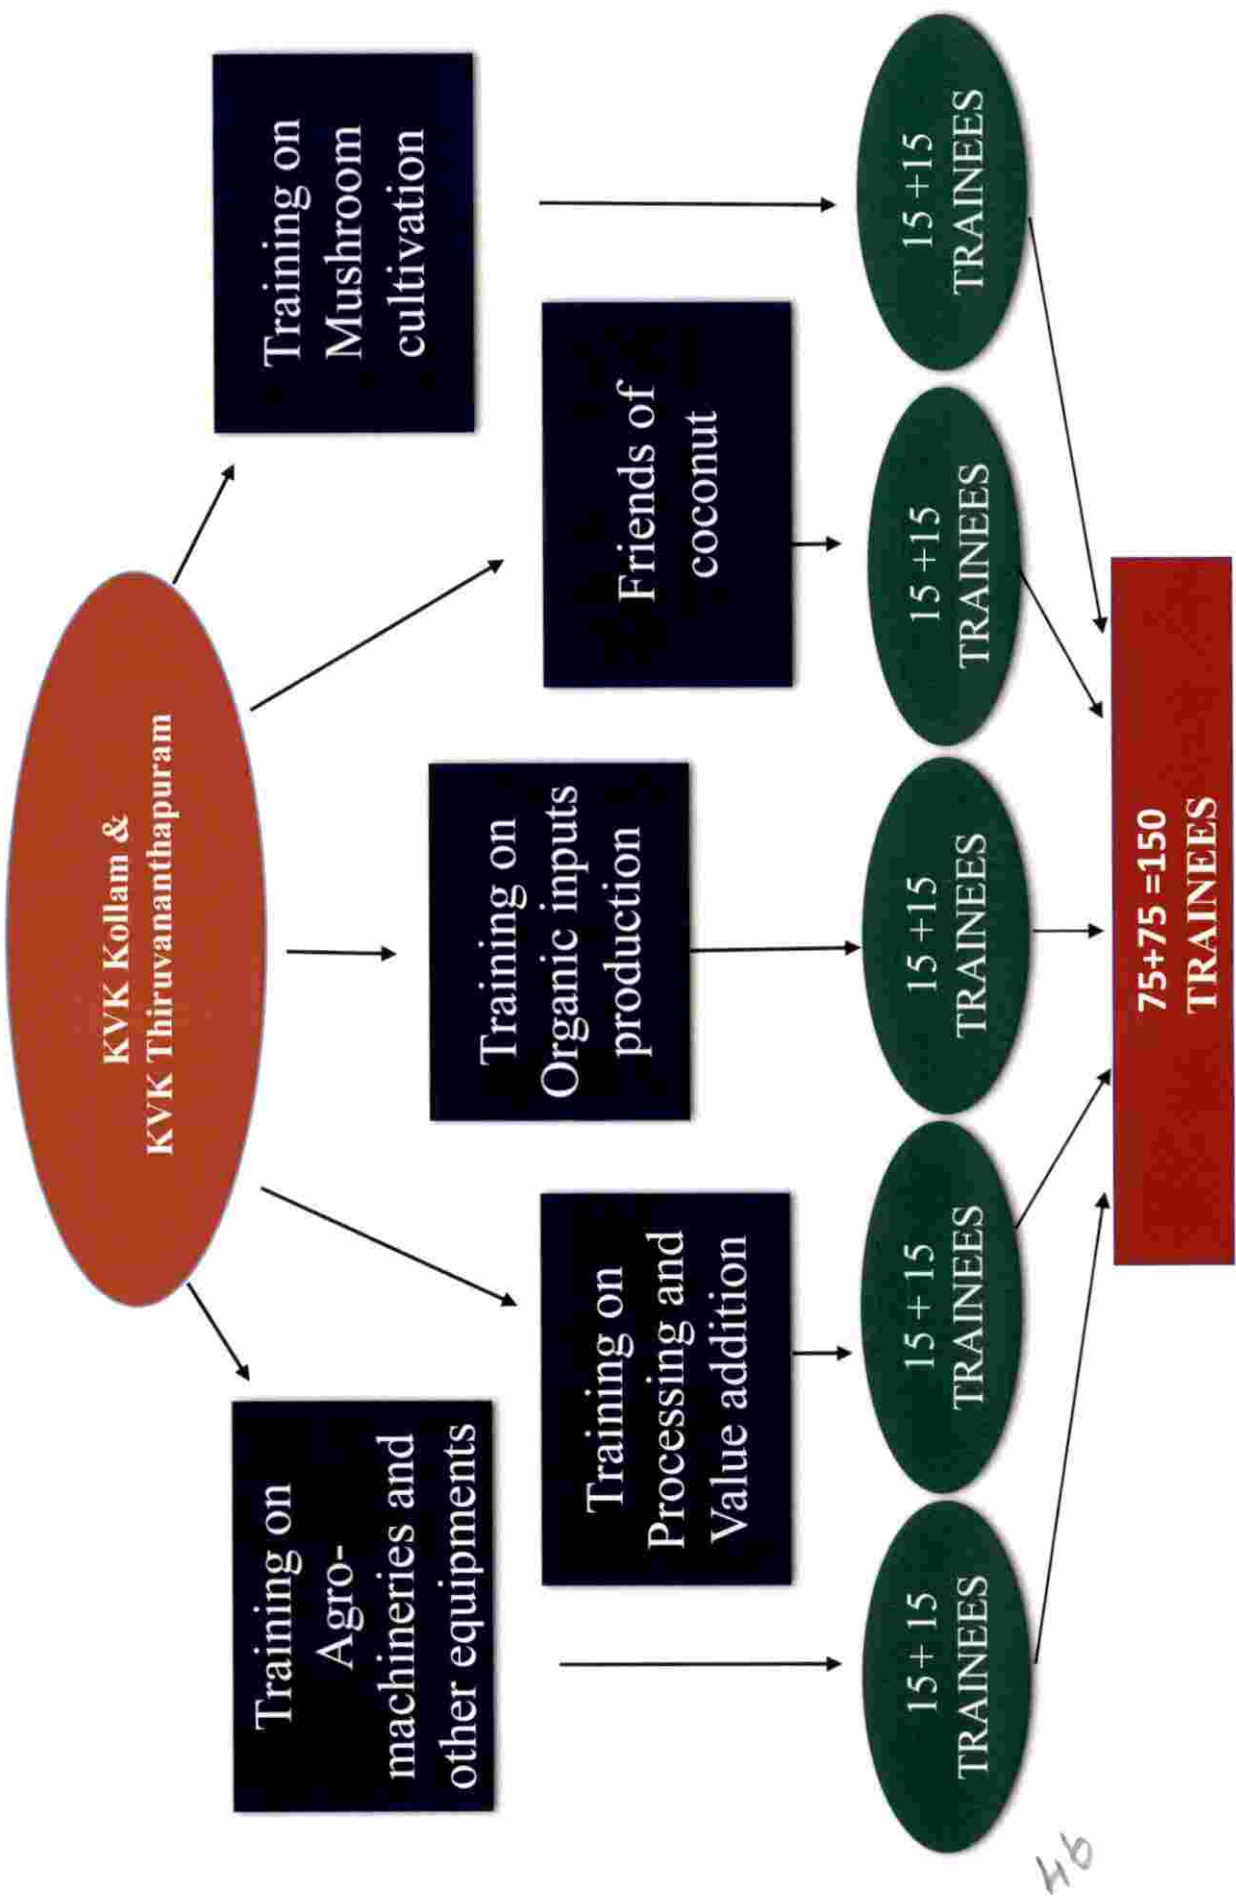 KVK Kollam &
KVK Thiruvananthapuram
Training on
Agro-
machineries and
other equipments
Training on
Processing and
Value addition
Training on
Organic inputs
production
Friends of
coconut
Training on
Mushroom
cultivation
15+ 15
TRAINEES
15 + 15
TRAINEES
15 +15
TRAINEES
15 +15
TRAINEES
15 +15
TRAINEES
75+75 =150
TRAINEES
46